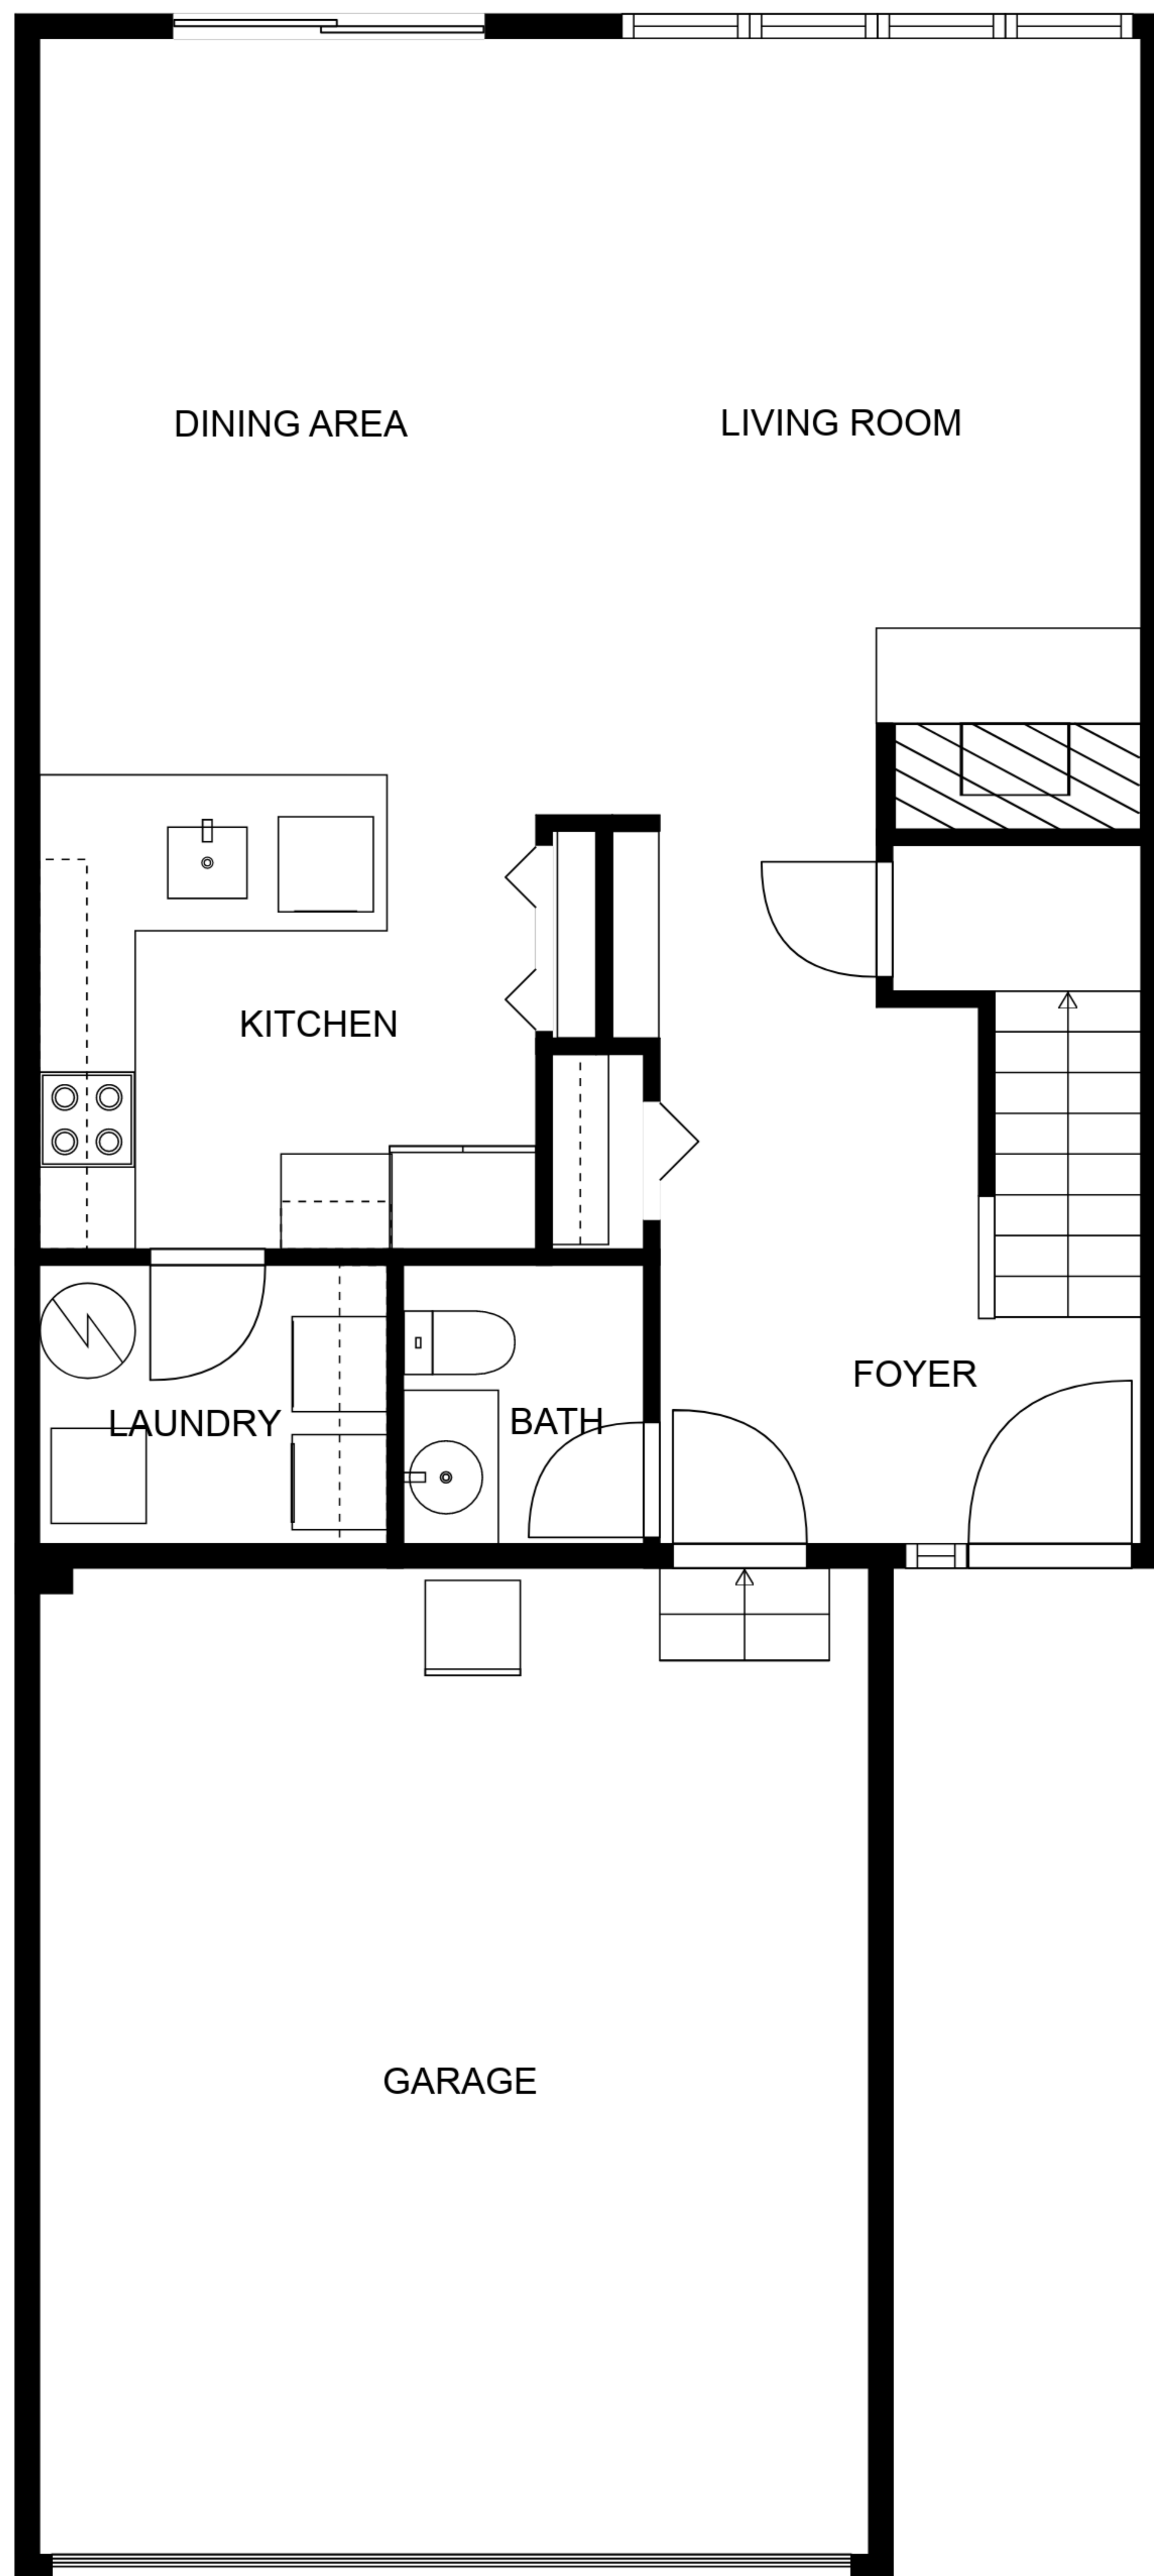 DINING AREA
LIVING ROOM
KITCHEN
FOYER
LAUNDRY
BATH
GARAGE